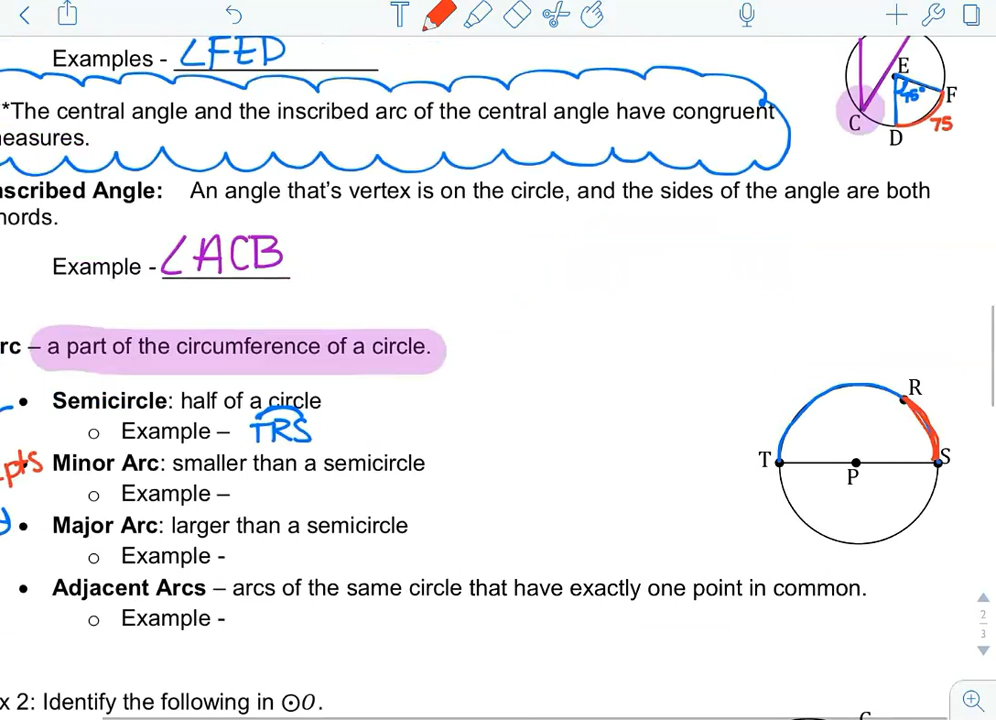 Examples - ∠FED
*The central angle and the inscribed arc of the central angle have congruent
easures.
nscribed Angle: An angle that's vertex is on the circle, and the sides of the angle are both
hords.
Example - ∠ACB
rc – a part of the circumference of a circle.
• Semicircle: half of a circle
o Example – TRS
pts Minor Arc: smaller than a semicircle
o Example –
• Major Arc: larger than a semicircle
o Example -
• Adjacent Arcs – arcs of the same circle that have exactly one point in common.
o Example -
x 2: Identify the following in ⊙O.
E
75°
F
C
75
D
R
T
S
P
2
3